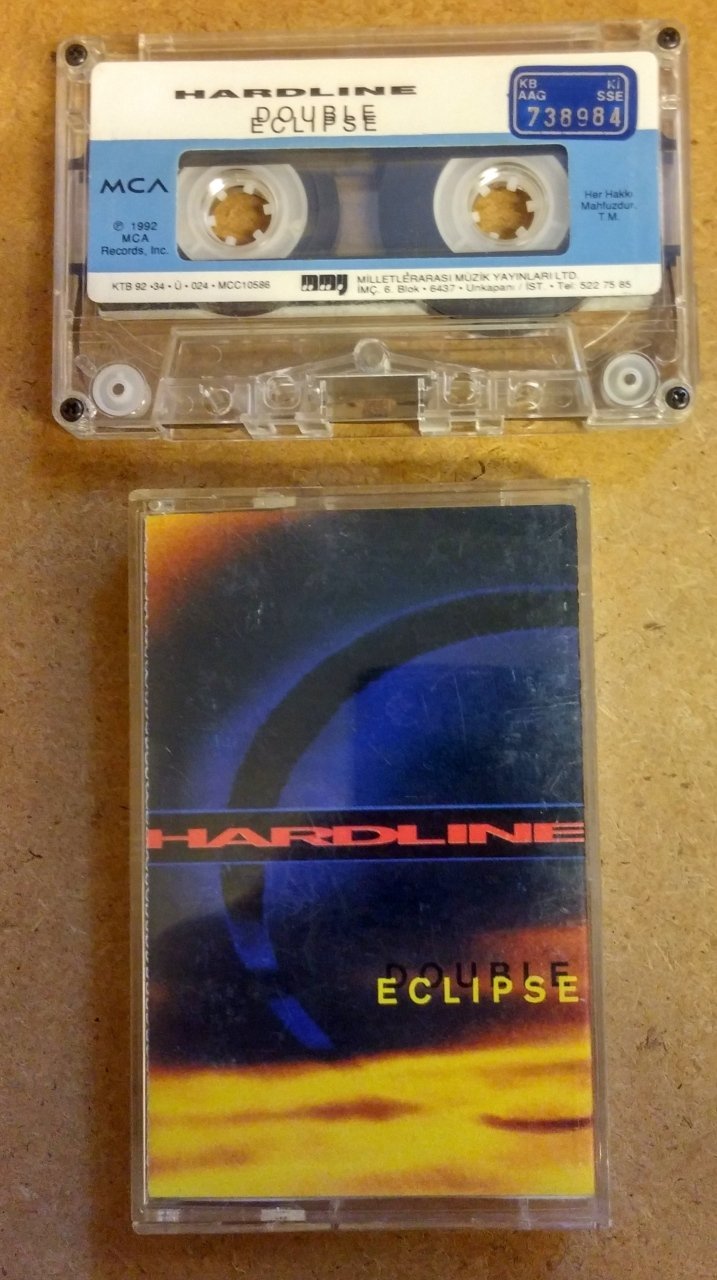 HARDLINE
DOUBLE
ECLIPSE
KB Kİ
AAG SSE
738984
MCA
℗ 1992
MCA
Records, Inc.
Her Hakkı
Mahfuzdur.
T.M.
KTB 92 • 34 • Ü • 024 • MCC10586
MMY
MİLLETLERARASI MÜZİK YAYINLARI LTD.
İMÇ. 6. Blok • 6437 • Unkapanı / İST. • Tel: 522 75 85
HARDLINE
DOUBLE
ECLIPSE